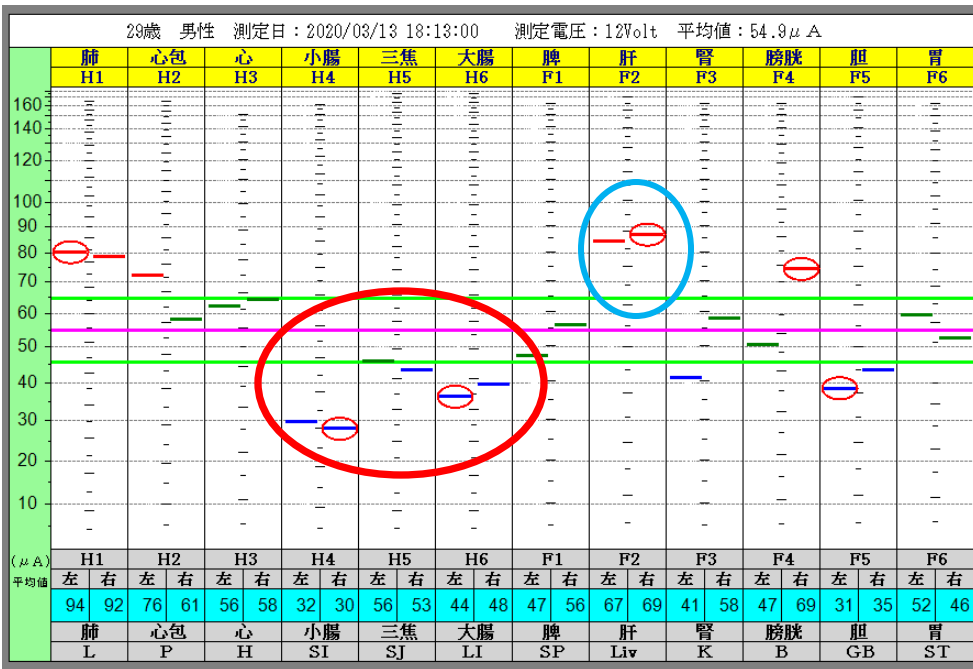 29歳　男性　測定日：2020/03/13 18:13:00　測定電圧：12Volt　平均値：54.9μA
肺 心包 心 小腸 三焦 大腸 脾 肝 腎 膀胱 胆 胃
H1 H2 H3 H4 H5 H6 F1 F2 F3 F4 F5 F6
160
140
120
100
90
80
70
60
50
40
30
20
10
(μA) H1 H2 H3 H4 H5 H6 F1 F2 F3 F4 F5 F6
平均値 左 右 左 右 左 右 左 右 左 右 左 右 左 右 左 右 左 右 左 右 左 右 左 右
94 92 76 61 56 58 32 30 56 53 44 48 47 56 67 69 41 58 47 69 31 35 52 46
肺 心包 心 小腸 三焦 大腸 脾 肝 腎 膀胱 胆 胃
L P H SI SJ LI SP Liv K B GB ST